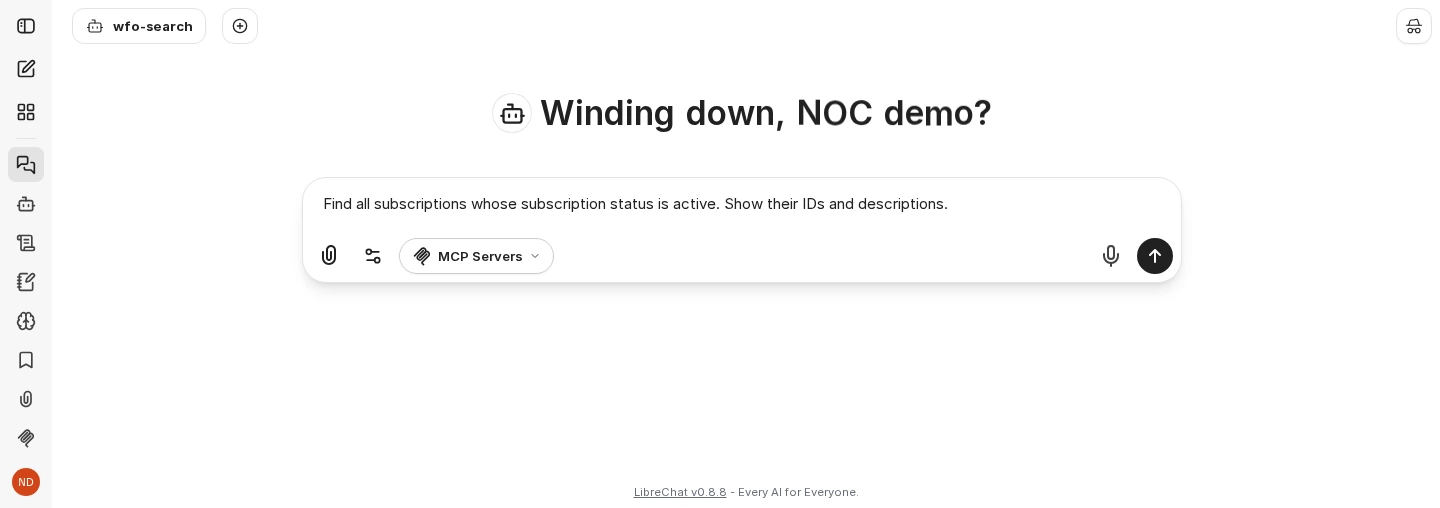 wfo-search
Winding down, NOC demo?
Find all subscriptions whose subscription status is active. Show their IDs and descriptions.
MCP Servers
ND
LibreChat v0.8.8 - Every AI for Everyone.